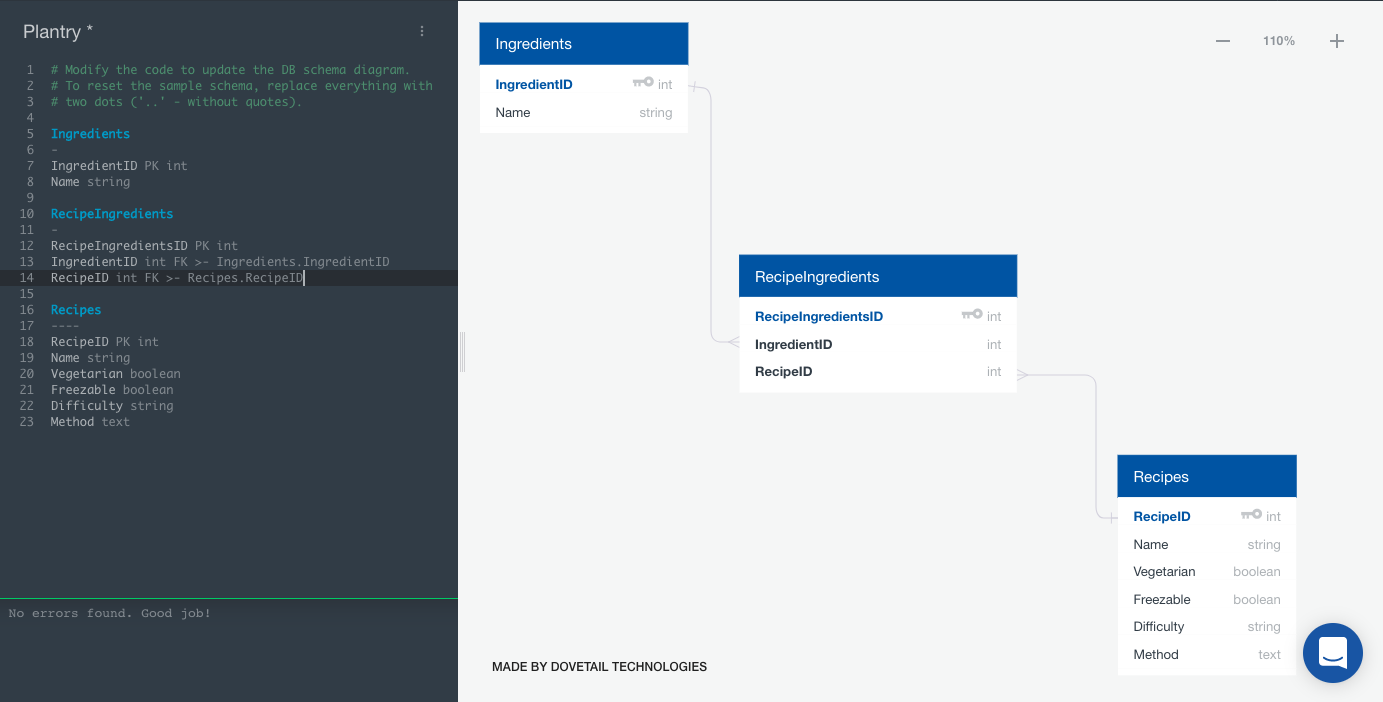 Plantry *
1 # Modify the code to update the DB schema diagram.
2 # To reset the sample schema, replace everything with
3 # two dots ('..' - without quotes).
4
5 Ingredients
6 -
7 IngredientID PK int
8 Name string
9
10 RecipeIngredients
11 -
12 RecipeIngredientsID PK int
13 IngredientID int FK >- Ingredients.IngredientID
14 RecipeID int FK >- Recipes.RecipeID
15
16 Recipes
17 ----
18 RecipeID PK int
19 Name string
20 Vegetarian boolean
21 Freezable boolean
22 Difficulty string
23 Method text
No errors found. Good job!
110%
Ingredients
IngredientID int
Name string
RecipeIngredients
RecipeIngredientsID int
IngredientID int
RecipeID int
Recipes
RecipeID int
Name string
Vegetarian boolean
Freezable boolean
Difficulty string
Method text
MADE BY DOVETAIL TECHNOLOGIES